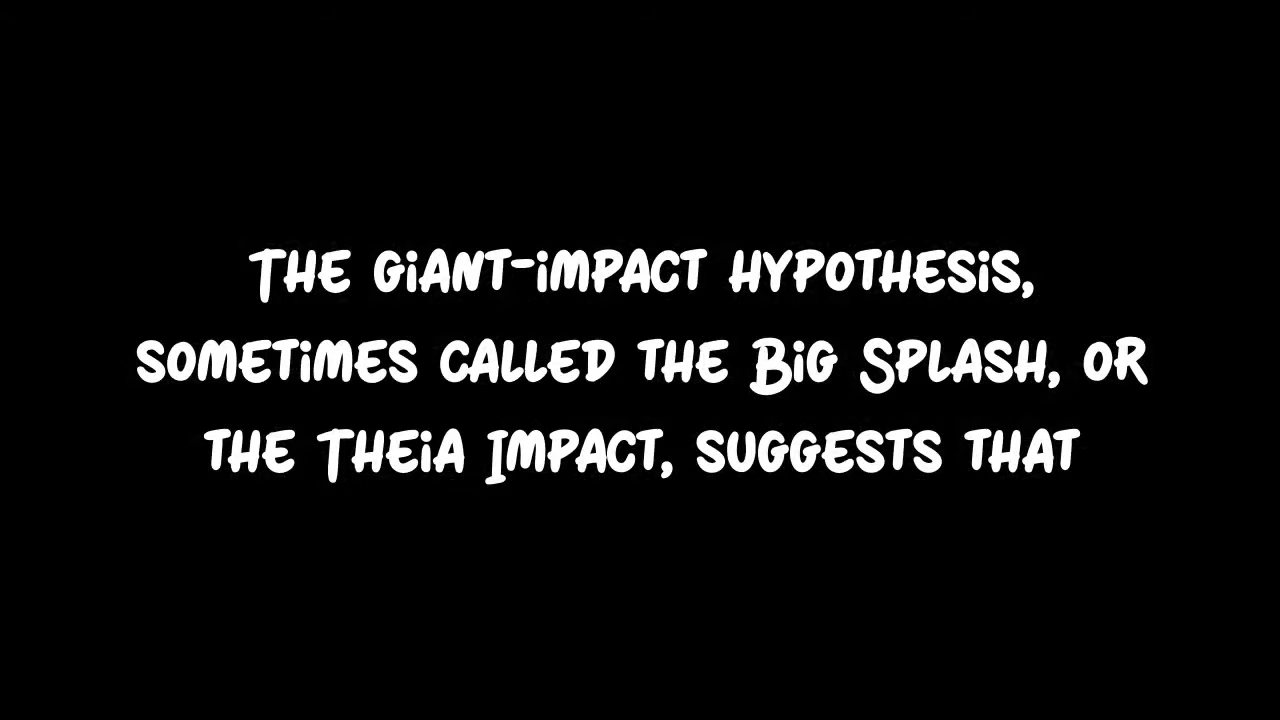 The giant-impact hypothesis,
sometimes called the Big Splash, or
the Theia Impact, suggests that